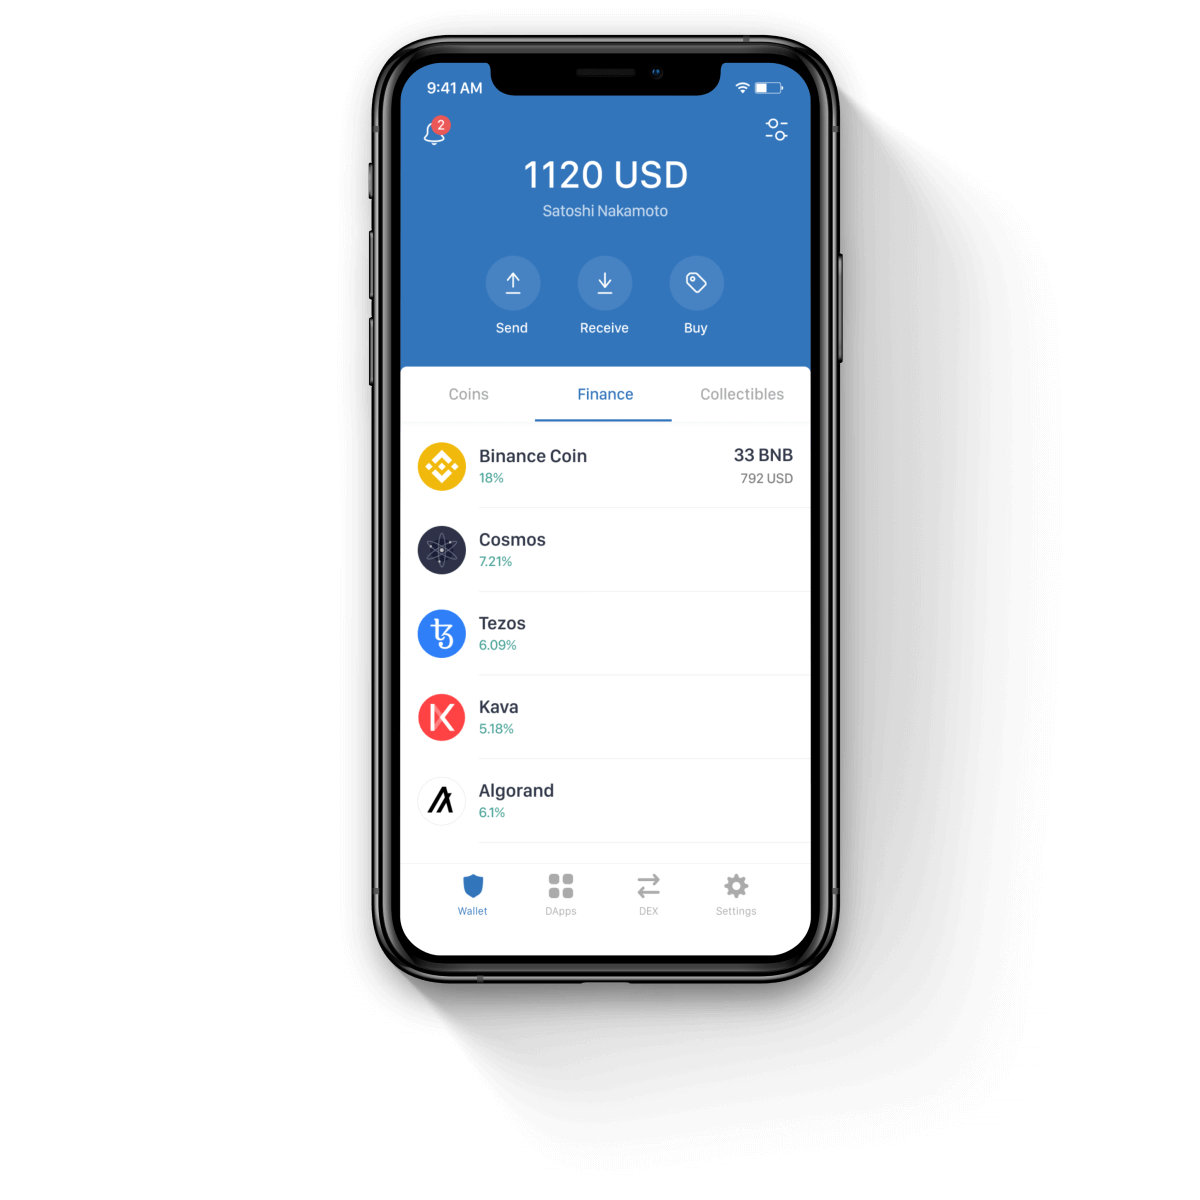 9:41 AM
2
1120 USD
Satoshi Nakamoto
Send Receive Buy
Coins Finance Collectibles
Binance Coin 33 BNB
18% 792 USD
Cosmos
7.21%
Tezos
6.09%
Kava
5.18%
Algorand
6.1%
Wallet DApps DEX Settings